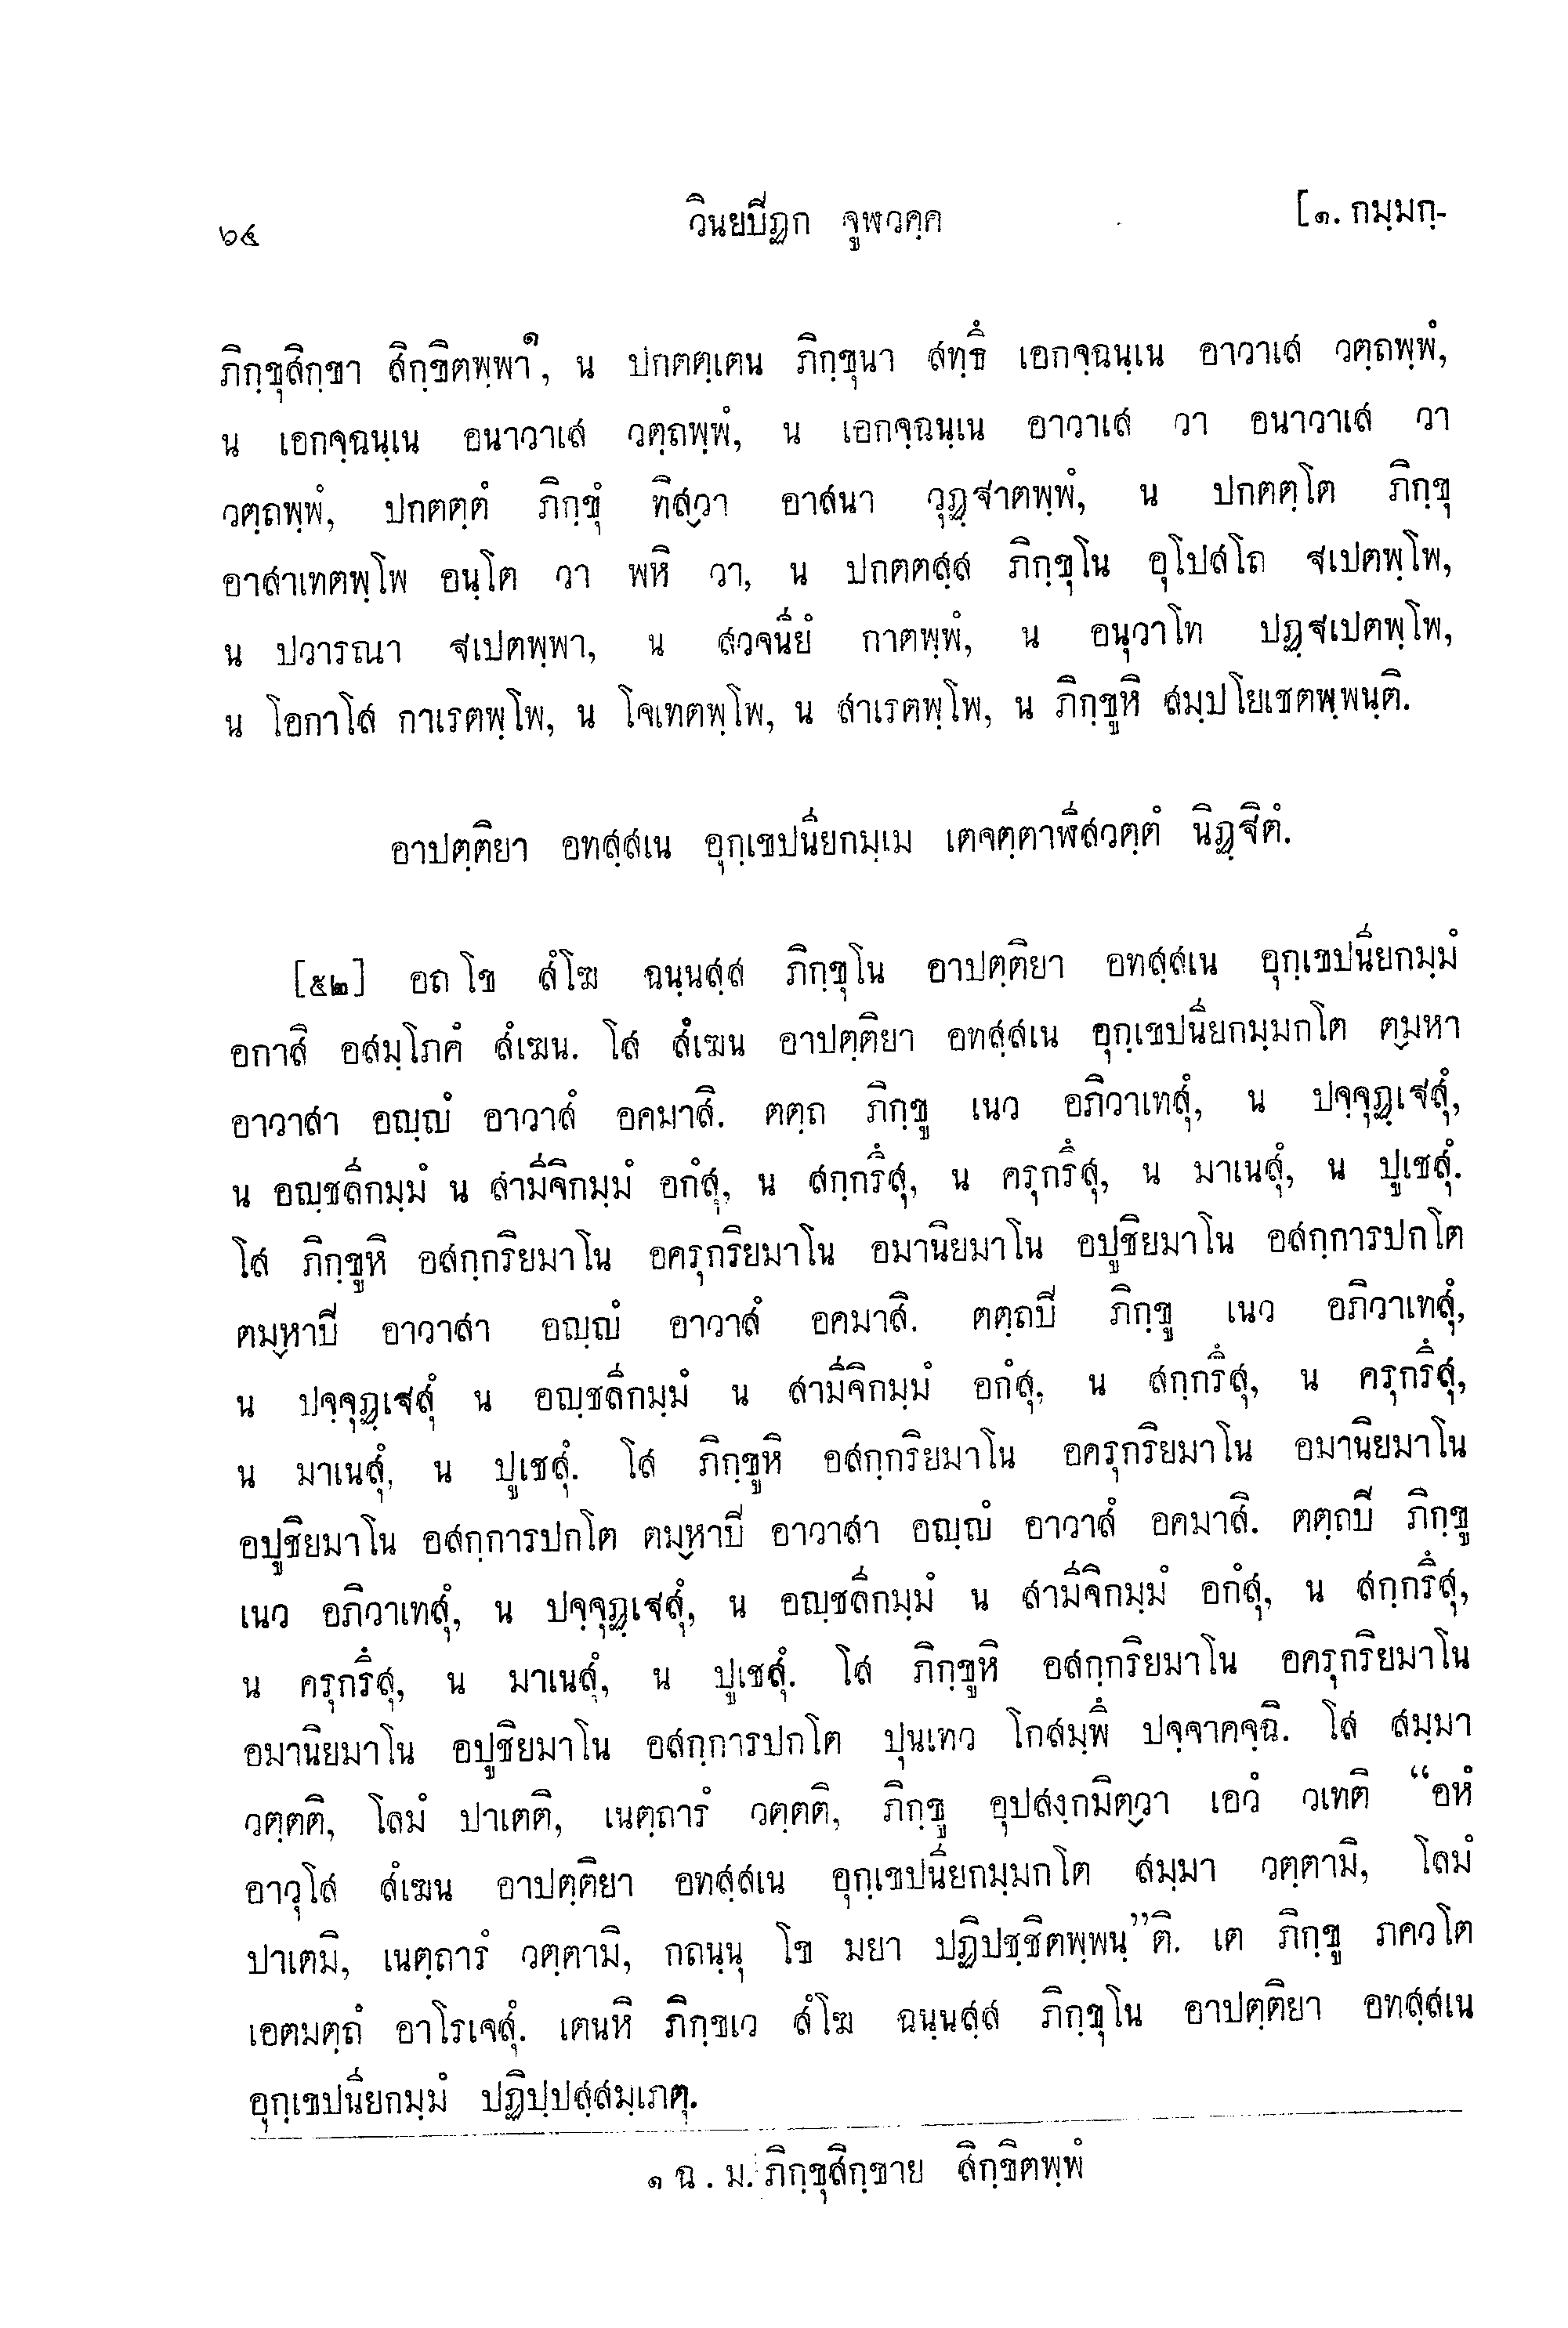 ๖๔ วินยปิฏก จูฬวคฺค [๑. กมฺมกฺ-
ภิกฺขุสิกฺขา สิกฺขิตพฺพา๑, น ปกตตฺเตน ภิกฺขุนา สทฺธึ เอกจฺฉนฺเน อาวาเส วตฺถพฺพํ,
น เอกจฺฉนฺเน อนาวาเส วตฺถพฺพํ, น เอกจฺฉนฺเน อาวาเส วา อนาวาเส วา
วตฺถพฺพํ, ปกตตฺตํ ภิกฺขุํ ทิสฺวา อาสนา วุฏฺฐาตพฺพํ, น ปกตตฺโต ภิกฺขุ
อาสาเทตพฺโพ อนฺโต วา พหิ วา, น ปกตตสฺส ภิกฺขุโน อุโปสโถ ฐเปตพฺโพ,
น ปวารณา ฐเปตพฺพา, น สวจนียํ กาตพฺพํ, น อนุวาโท ปฏฺฐเปตพฺโพ,
น โอกาโส กาเรตพฺโพ, น โจเทตพฺโพ, น สาเรตพฺโพ, น ภิกฺขูหิ สมฺปโยเชตพฺพนฺติ.
อาปตฺติยา อทสฺสเน อุกฺเขปนียกมฺเม เตจตฺตาฬีสวตฺตํ นิฏฺฐิตํ.
[๕๒] อถ โข สํโฆ ฉนฺนสฺส ภิกฺขุโน อาปตฺติยา อทสฺสเน อุกฺเขปนียกมฺมํ
อกาสิ อสมฺโภคํ สํเฆน. โส สํเฆน อาปตฺติยา อทสฺสเน อุกฺเขปนียกมฺมกโต ตมฺหา
อาวาสา อญฺญํ อาวาสํ อคมาสิ. ตตฺถ ภิกฺขู เนว อภิวาเทสุํ, น ปจฺจุฏฺเฐสุํ,
น อญฺชลีกมฺมํ น สามีจิกมฺมํ อกํสุ, น สกฺกรึสุ, น ครุกรึสุ, น มาเนสุํ, น ปูเชสุํ.
โส ภิกฺขูหิ อสกฺกริยมาโน อครุกริยมาโน อมานิยมาโน อปูชิยมาโน อสกฺการปกโต
ตมฺหาปิ อาวาสา อญฺญํ อาวาสํ อคมาสิ. ตตฺถปิ ภิกฺขู เนว อภิวาเทสุํ,
น ปจฺจุฏฺเฐสุํ น อญฺชลีกมฺมํ น สามีจิกมฺมํ อกํสุ, น สกฺกรึสุ, น ครุกรึสุ,
น มาเนสุํ, น ปูเชสุํ. โส ภิกฺขูหิ อสกฺกริยมาโน อครุกริยมาโน อมานิยมาโน
อปูชิยมาโน อสกฺการปกโต ตมฺหาปิ อาวาสา อญฺญํ อาวาสํ อคมาสิ. ตตฺถปิ ภิกฺขู
เนว อภิวาเทสุํ, น ปจฺจุฏฺเฐสุํ, น อญฺชลีกมฺมํ น สามีจิกมฺมํ อกํสุ, น สกฺกรึสุ,
น ครุกรึสุ, น มาเนสุํ, น ปูเชสุํ. โส ภิกฺขูหิ อสกฺกริยมาโน อครุกริยมาโน
อมานิยมาโน อปูชิยมาโน อสกฺการปกโต ปุนเทว โกสมฺพึ ปจฺจาคจฺฉิ. โส สมฺมา
วตฺตติ, โลมํ ปาเตติ, เนตฺถารํ วตฺตติ, ภิกฺขู อุปสงฺกมิตฺวา เอวํ วเทติ “อหํ
อาวุโส สํเฆน อาปตฺติยา อทสฺสเน อุกฺเขปนียกมฺมกโต สมฺมา วตฺตามิ, โลมํ
ปาเตมิ, เนตฺถารํ วตฺตามิ, กถนฺนุ โข มยา ปฏิปชฺชิตพฺพนฺ”ติ. เต ภิกฺขู ภควโต
เอตมตฺถํ อาโรเจสุํ. เตนหิ ภิกฺขเว สํโฆ ฉนฺนสฺส ภิกฺขุโน อาปตฺติยา อทสฺสเน
อุกฺเขปนียกมฺมํ ปฏิปฺปสฺสมฺเภตุ.
๑ ฉ. ม. ภิกฺขุสิกฺขาย สิกฺขิตพฺพํ